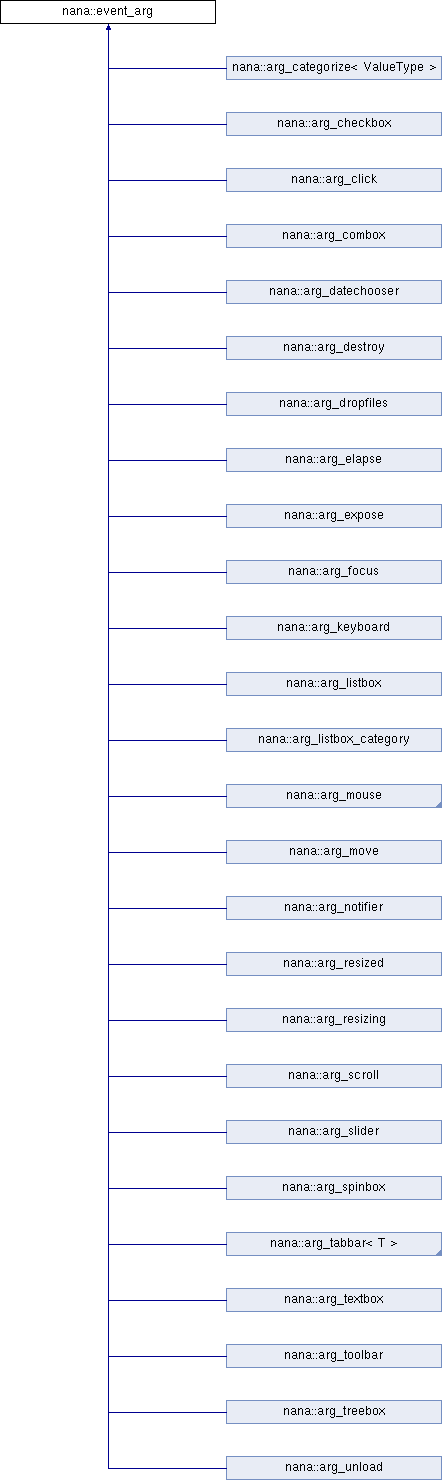 nana::event_arg
nana::arg_categorize< ValueType >
nana::arg_checkbox
nana::arg_click
nana::arg_combox
nana::arg_datechooser
nana::arg_destroy
nana::arg_dropfiles
nana::arg_elapse
nana::arg_expose
nana::arg_focus
nana::arg_keyboard
nana::arg_listbox
nana::arg_listbox_category
nana::arg_mouse
nana::arg_move
nana::arg_notifier
nana::arg_resized
nana::arg_resizing
nana::arg_scroll
nana::arg_slider
nana::arg_spinbox
nana::arg_tabbar< T >
nana::arg_textbox
nana::arg_toolbar
nana::arg_treebox
nana::arg_unload